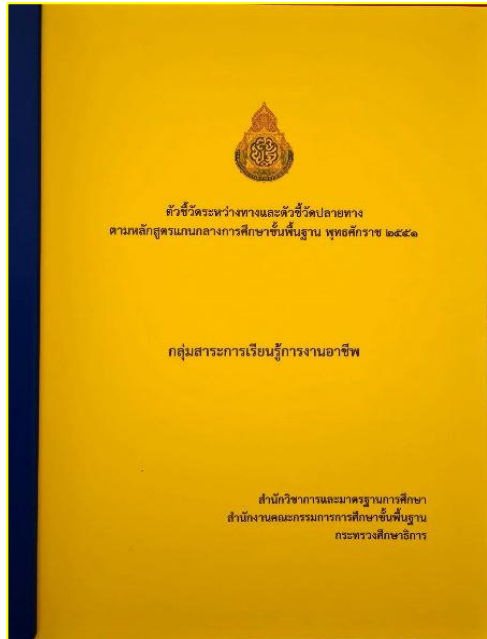 ตัวชี้วัดระหว่างทางและตัวชี้วัดปลายทาง
ตามหลักสูตรแกนกลางการศึกษาขั้นพื้นฐาน พุทธศักราช ๒๕๕๑
กลุ่มสาระการเรียนรู้การงานอาชีพ
สำนักวิชาการและมาตรฐานการศึกษา
สำนักงานคณะกรรมการการศึกษาขั้นพื้นฐาน
กระทรวงศึกษาธิการ